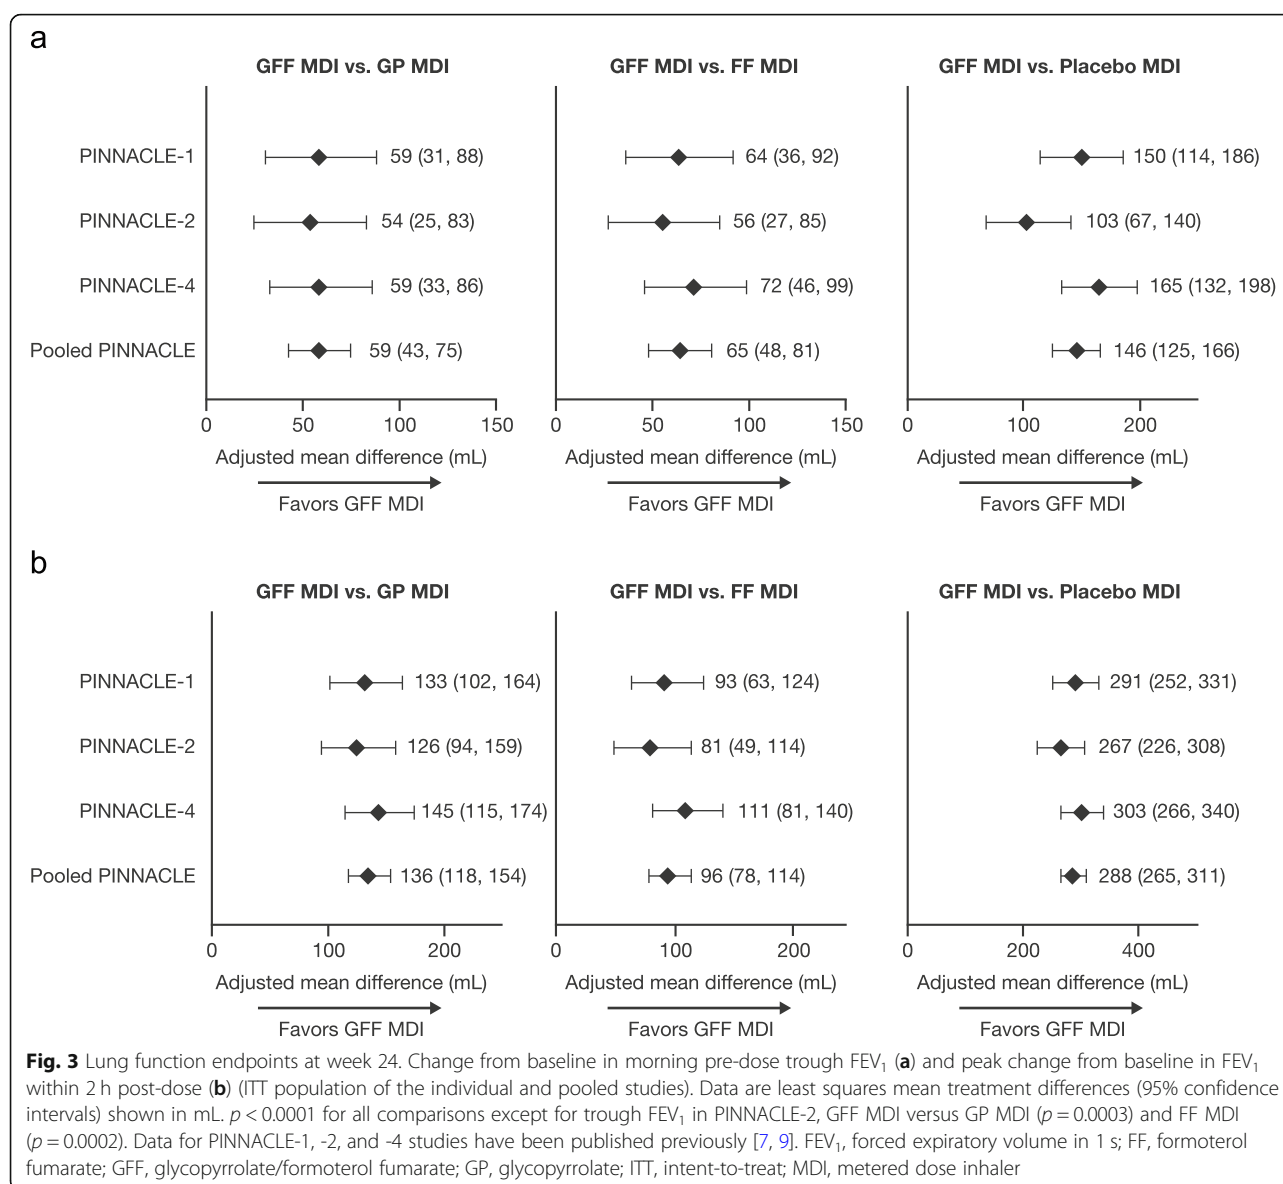 a
GFF MDI vs. GP MDI
GFF MDI vs. FF MDI
GFF MDI vs. Placebo MDI
PINNACLE-1 59 (31, 88) 64 (36, 92) 150 (114, 186)
PINNACLE-2 54 (25, 83) 56 (27, 85) 103 (67, 140)
PINNACLE-4 59 (33, 86) 72 (46, 99) 165 (132, 198)
Pooled PINNACLE 59 (43, 75) 65 (48, 81) 146 (125, 166)
0 50 100 150 0 50 100 150 0 100 200
Adjusted mean difference (mL) Adjusted mean difference (mL) Adjusted mean difference (mL)
Favors GFF MDI Favors GFF MDI Favors GFF MDI
b
GFF MDI vs. GP MDI
GFF MDI vs. FF MDI
GFF MDI vs. Placebo MDI
PINNACLE-1 133 (102, 164) 93 (63, 124) 291 (252, 331)
PINNACLE-2 126 (94, 159) 81 (49, 114) 267 (226, 308)
PINNACLE-4 145 (115, 174) 111 (81, 140) 303 (266, 340)
Pooled PINNACLE 136 (118, 154) 96 (78, 114) 288 (265, 311)
0 100 200 0 100 200 0 200 400
Adjusted mean difference (mL) Adjusted mean difference (mL) Adjusted mean difference (mL)
Favors GFF MDI Favors GFF MDI Favors GFF MDI
Fig. 3 Lung function endpoints at week 24. Change from baseline in morning pre-dose trough FEV₁ (a) and peak change from baseline in FEV₁
within 2 h post-dose (b) (ITT population of the individual and pooled studies). Data are least squares mean treatment differences (95% confidence
intervals) shown in mL. p < 0.0001 for all comparisons except for trough FEV₁ in PINNACLE-2, GFF MDI versus GP MDI (p = 0.0003) and FF MDI
(p = 0.0002). Data for PINNACLE-1, -2, and -4 studies have been published previously [7, 9]. FEV₁, forced expiratory volume in 1 s; FF, formoterol
fumarate; GFF, glycopyrrolate/formoterol fumarate; GP, glycopyrrolate; ITT, intent-to-treat; MDI, metered dose inhaler